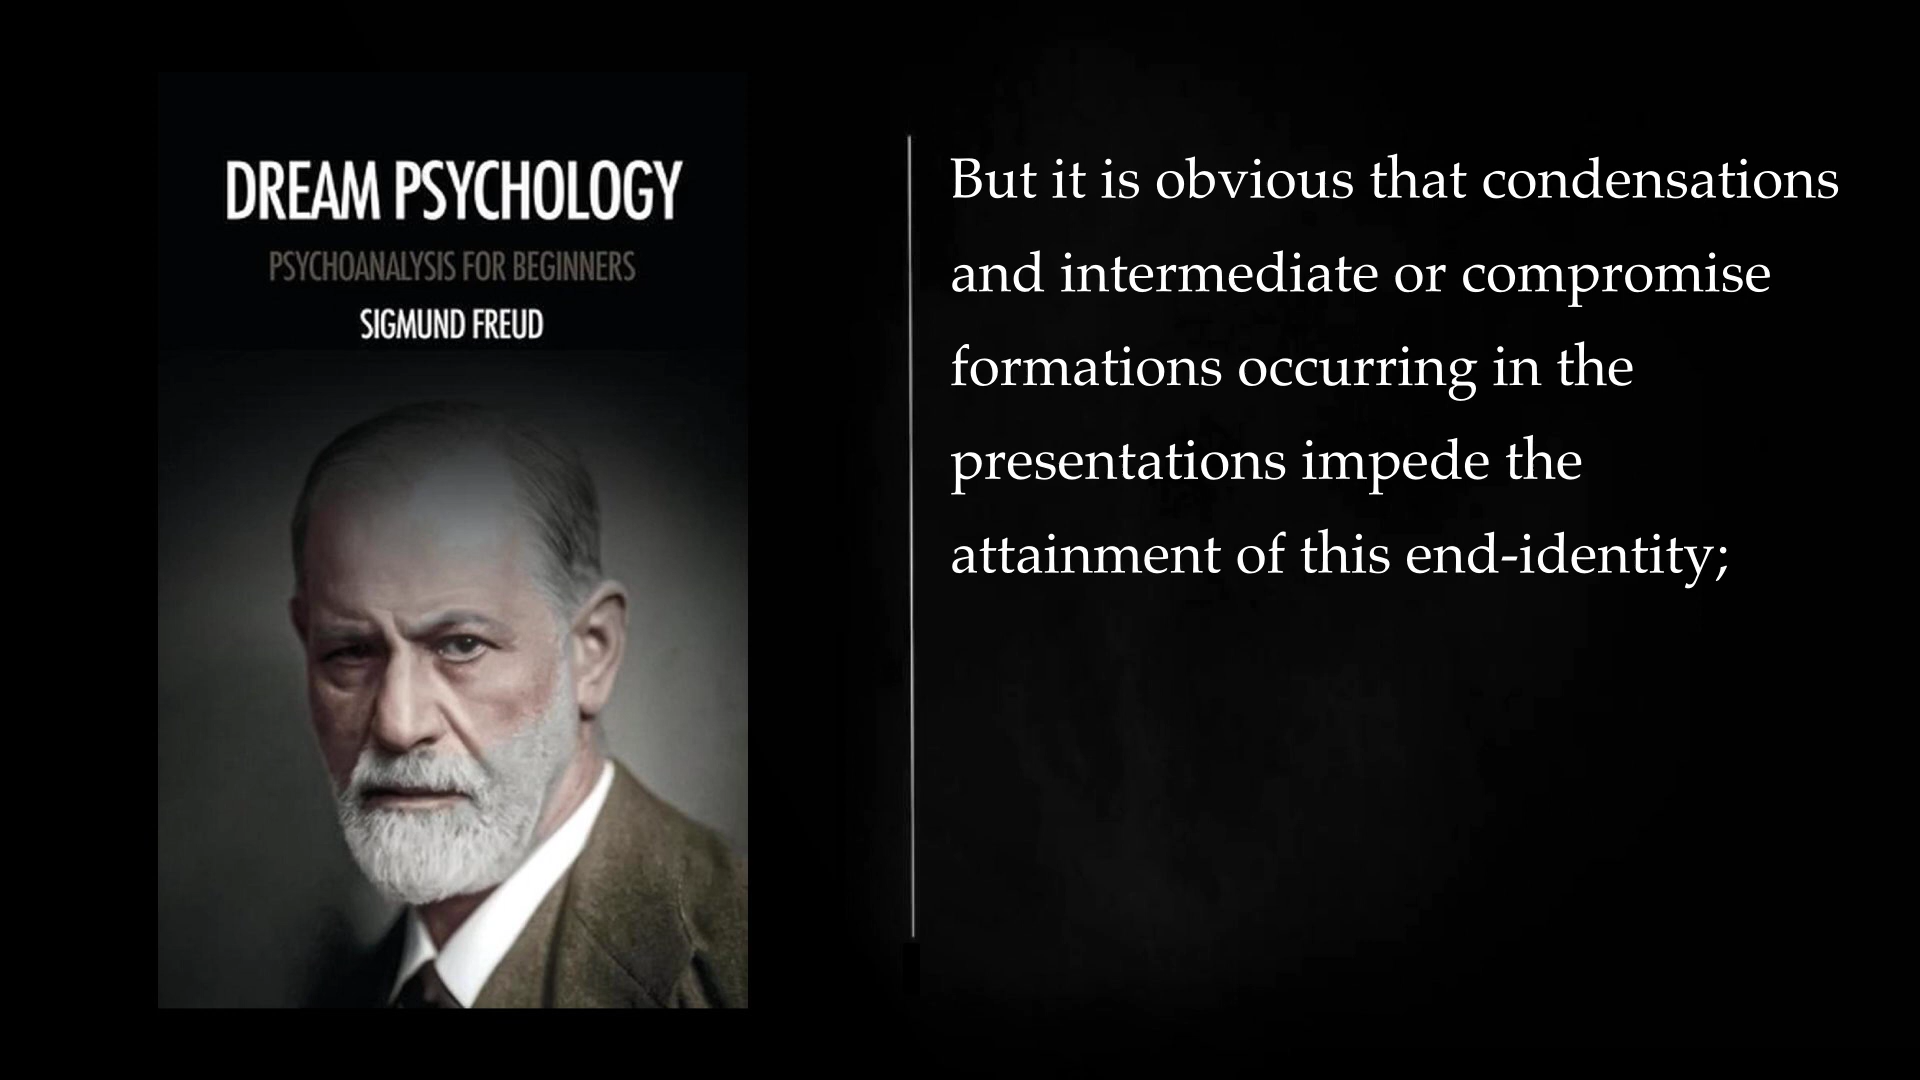 DREAM PSYCHOLOGY
PSYCHOANALYSIS FOR BEGINNERS
SIGMUND FREUD
But it is obvious that condensations
and intermediate or compromise
formations occurring in the
presentations impede the
attainment of this end-identity;